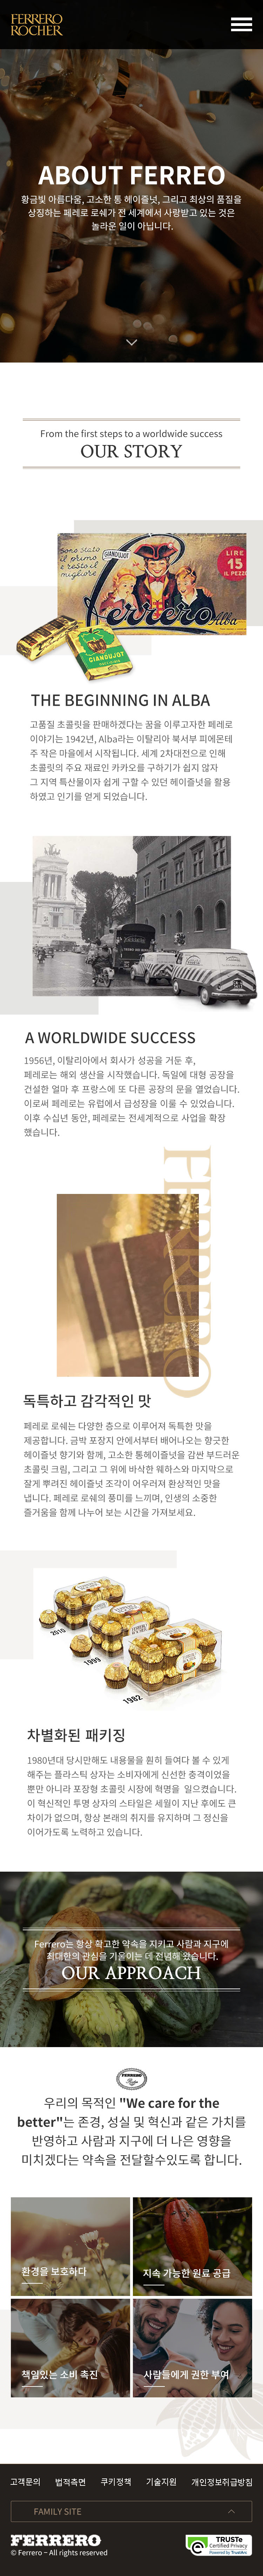 FERRERO
ROCHER
ABOUT FERREO
황금빛 아름다움, 고소한 통 헤이즐넛, 그리고 최상의 품질을
상징하는 페레로 로쉐가 전 세계에서 사랑받고 있는 것은
놀라운 일이 아닙니다.
From the first steps to a worldwide success
OUR STORY
sono stato
il primo
e resto il
migliore
GIANDUJOT
LIRE
15
IL PEZZO
Ferrero
Alba
GIANDUJOT
THE BEGINNING IN ALBA
고품질 초콜릿을 판매하겠다는 꿈을 이루고자한 페레로
이야기는 1942년, Alba라는 이탈리아 북서부 피에몬테
주 작은 마을에서 시작됩니다. 세계 2차대전으로 인해
초콜릿의 주요 재료인 카카오를 구하기가 쉽지 않자
그 지역 특산물이자 쉽게 구할 수 있던 헤이즐넛을 활용
하였고 인기를 얻게 되었습니다.
A WORLDWIDE SUCCESS
1956년, 이탈리아에서 회사가 성공을 거둔 후,
페레로는 해외 생산을 시작했습니다. 독일에 대형 공장을
건설한 얼마 후 프랑스에 또 다른 공장의 문을 열었습니다.
이로써 페레로는 유럽에서 급성장을 이룰 수 있었습니다.
이후 수십년 동안, 페레로는 전세계적으로 사업을 확장
했습니다.
FERRERO
독특하고 감각적인 맛
페레로 로쉐는 다양한 층으로 이루어져 독특한 맛을
제공합니다. 금박 포장지 안에서부터 배어나오는 향긋한
헤이즐넛 향기와 함께, 고소한 통헤이즐넛을 감싼 부드러운
초콜릿 크림, 그리고 그 위에 바삭한 웨하스와 마지막으로
잘게 뿌려진 헤이즐넛 조각이 어우러져 환상적인 맛을
냅니다. 페레로 로쉐의 풍미를 느끼며, 인생의 소중한
즐거움을 함께 나누어 보는 시간을 가져보세요.
2010
1999
1982
차별화된 패키징
1980년대 당시만해도 내용물을 훤히 들여다 볼 수 있게
해주는 플라스틱 상자는 소비자에게 신선한 충격이었을
뿐만 아니라 포장형 초콜릿 시장에 혁명을 일으켰습니다.
이 혁신적인 투명 상자의 스타일은 세월이 지난 후에도 큰
차이가 없으며, 항상 본래의 취지를 유지하며 그 정신을
이어가도록 노력하고 있습니다.
Ferrero는 항상 확고한 약속을 지키고 사람과 지구에
최대한의 관심을 기울이는 데 전념해 왔습니다.
OUR APPROACH
FERRERO
우리의 목적인 "We care for the
better"는 존경, 성실 및 혁신과 같은 가치를
반영하고 사람과 지구에 더 나은 영향을
미치겠다는 약속을 전달할수있도록 합니다.
환경을 보호하다
지속 가능한 원료 공급
책임있는 소비 촉진
사람들에게 권한 부여
고객문의 법적측면 쿠키정책 기술지원 개인정보취급방침
FAMILY SITE
FERRERO
© Ferrero – All rights reserved
TRUSTe
Certified Privacy
Powered by TrustArc